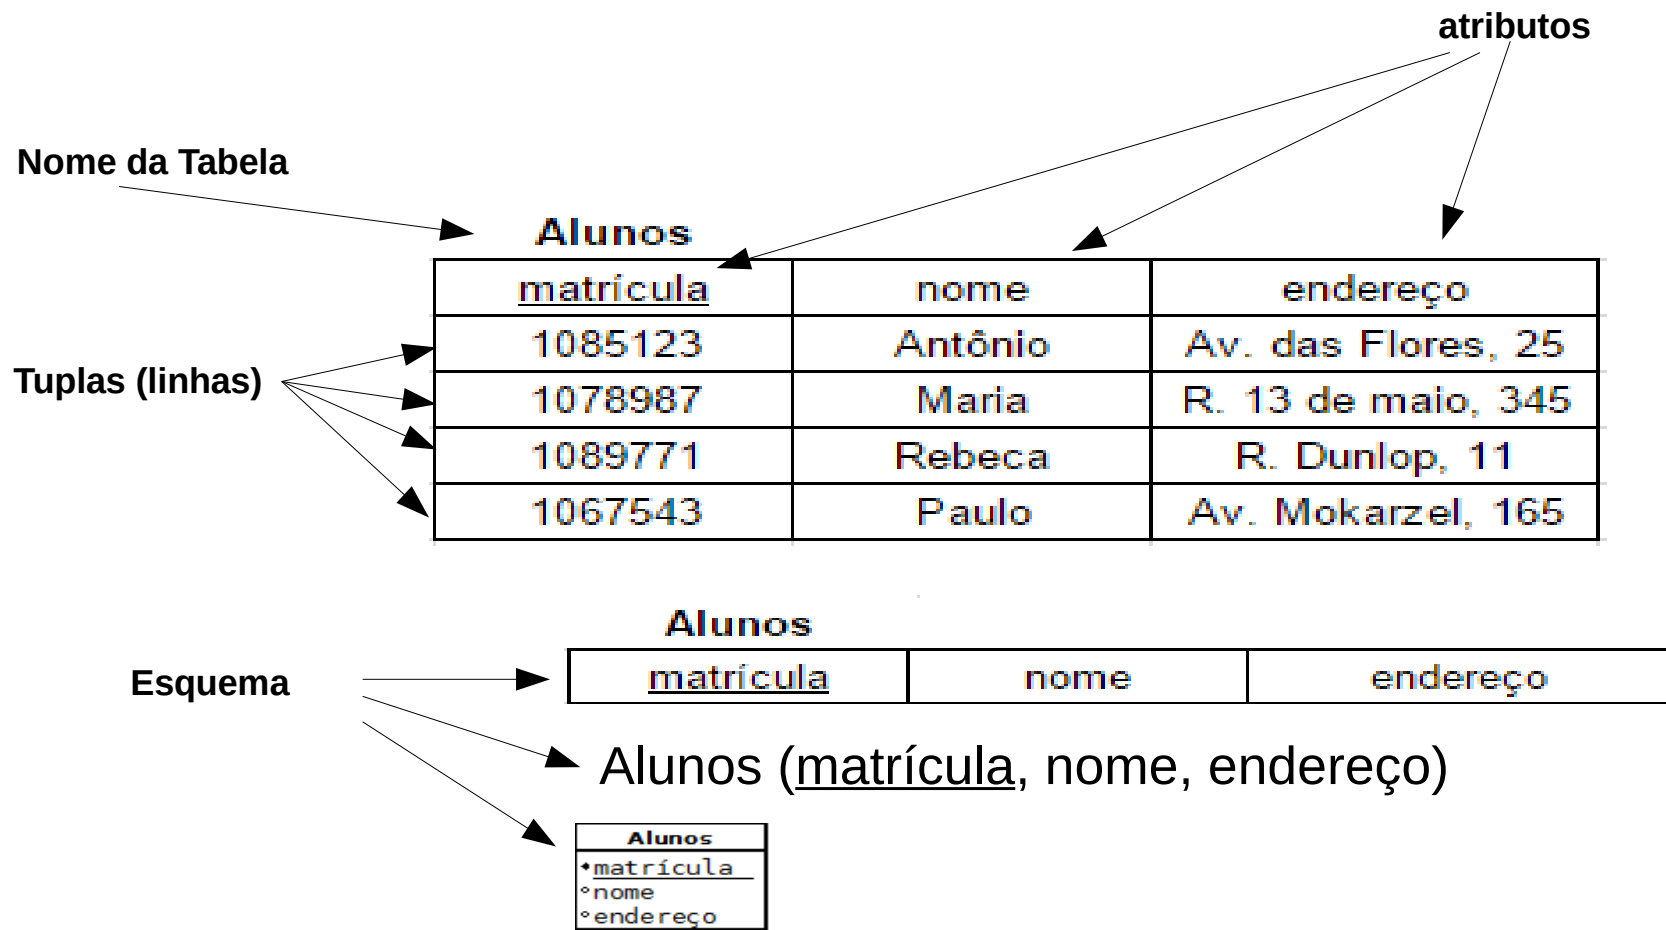 atributos
Nome da Tabela
Alunos
matrícula nome endereço
1085123 Antônio Av. das Flores, 25
Tuplas (linhas)
1078987 Maria R. 13 de maio, 345
1089771 Rebeca R. Dunlop, 11
1067543 Paulo Av. Mokarzel, 165
Alunos
Esquema
matrícula nome endereço
Alunos (matrícula, nome, endereço)
Alunos
matrícula
nome
endereço